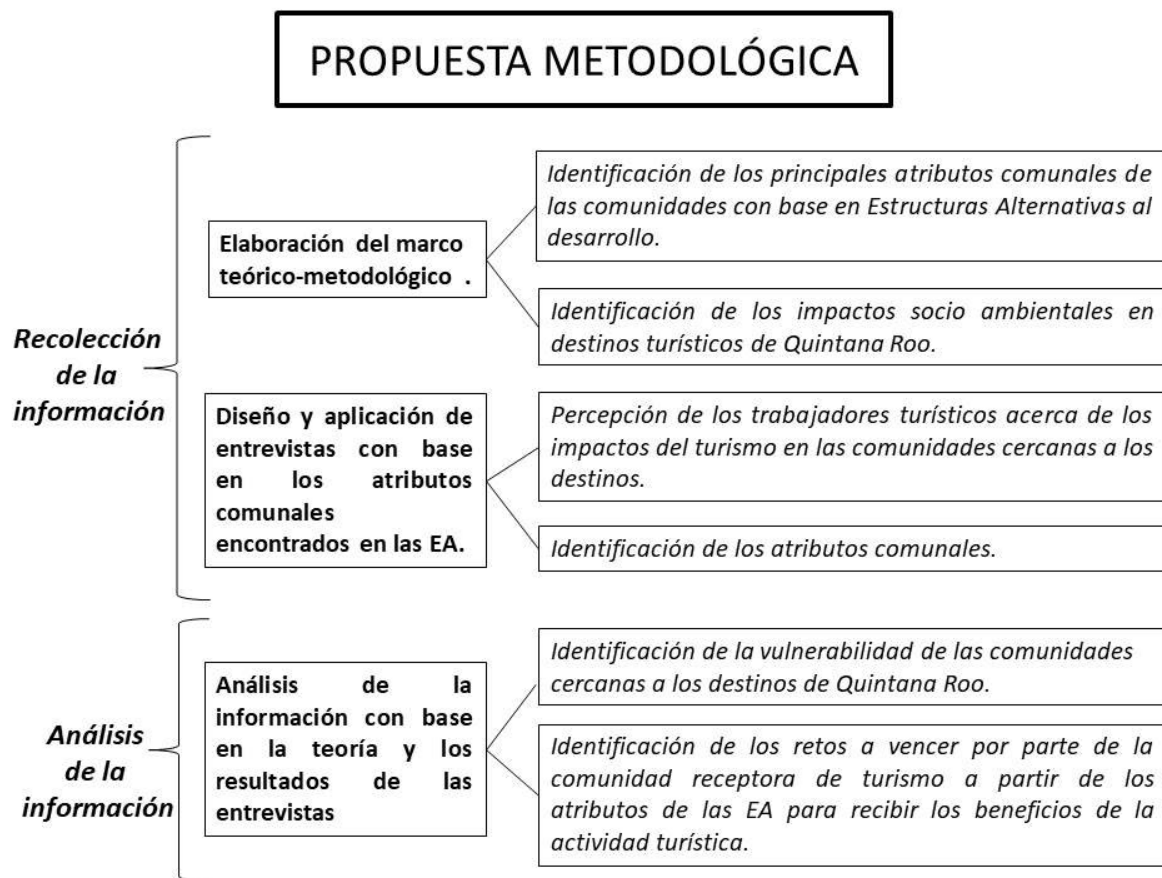 PROPUESTA METODOLÓGICA
Recolección
de la
información
Elaboración del marco
teórico-metodológico .
Identificación de los principales atributos comunales de
las comunidades con base en Estructuras Alternativas al
desarrollo.
Identificación de los impactos socio ambientales en
destinos turísticos de Quintana Roo.
Diseño y aplicación de
entrevistas con base
en los atributos
comunales
encontrados en las EA.
Percepción de los trabajadores turísticos acerca de los
impactos del turismo en las comunidades cercanas a los
destinos.
Identificación de los atributos comunales.
Análisis
de la
información
Análisis de la
información con base
en la teoría y los
resultados de las
entrevistas
Identificación de la vulnerabilidad de las comunidades
cercanas a los destinos de Quintana Roo.
Identificación de los retos a vencer por parte de la
comunidad receptora de turismo a partir de los
atributos de las EA para recibir los beneficios de la
actividad turística.